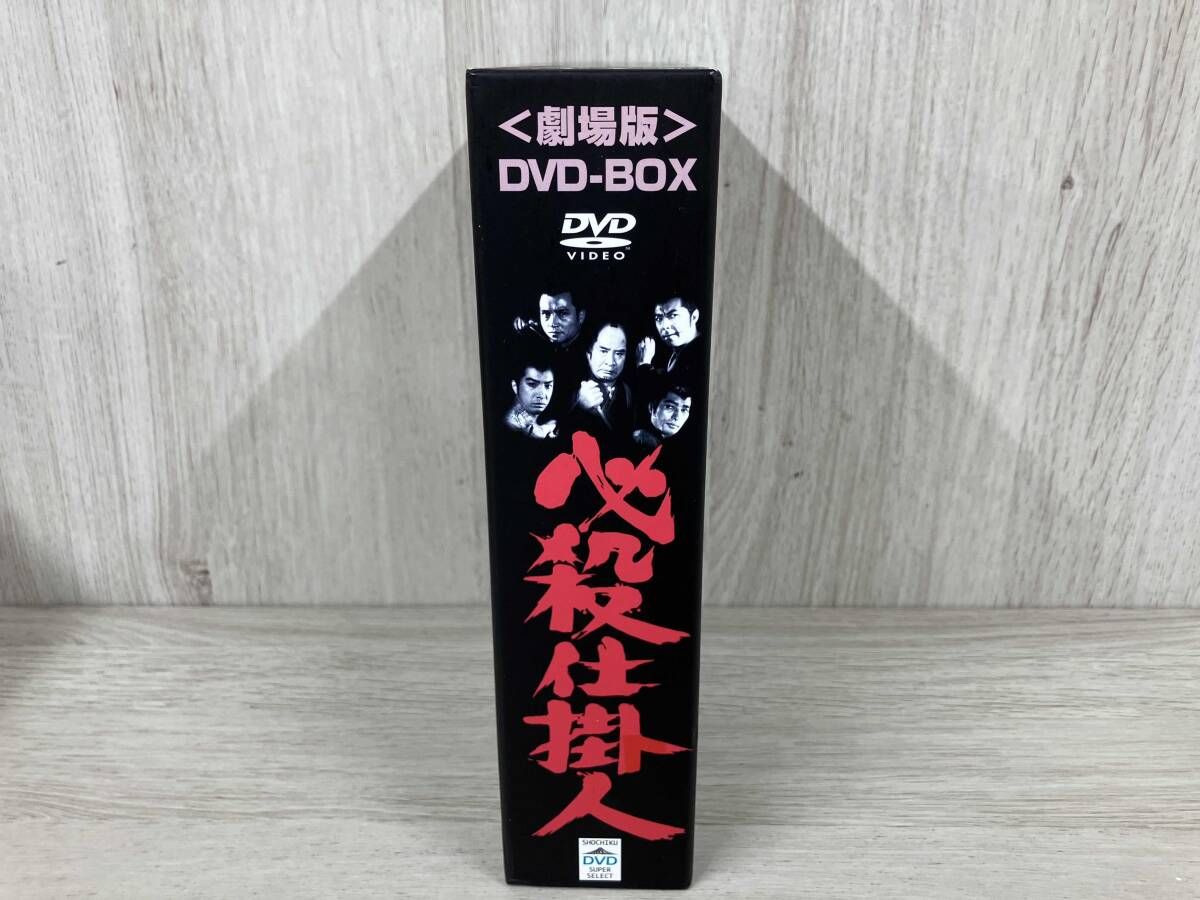 ＜劇場版＞
DVD-BOX
DVD
VIDEO
必殺仕掛人
SHOCHIKU
DVD
SUPER
SELECT